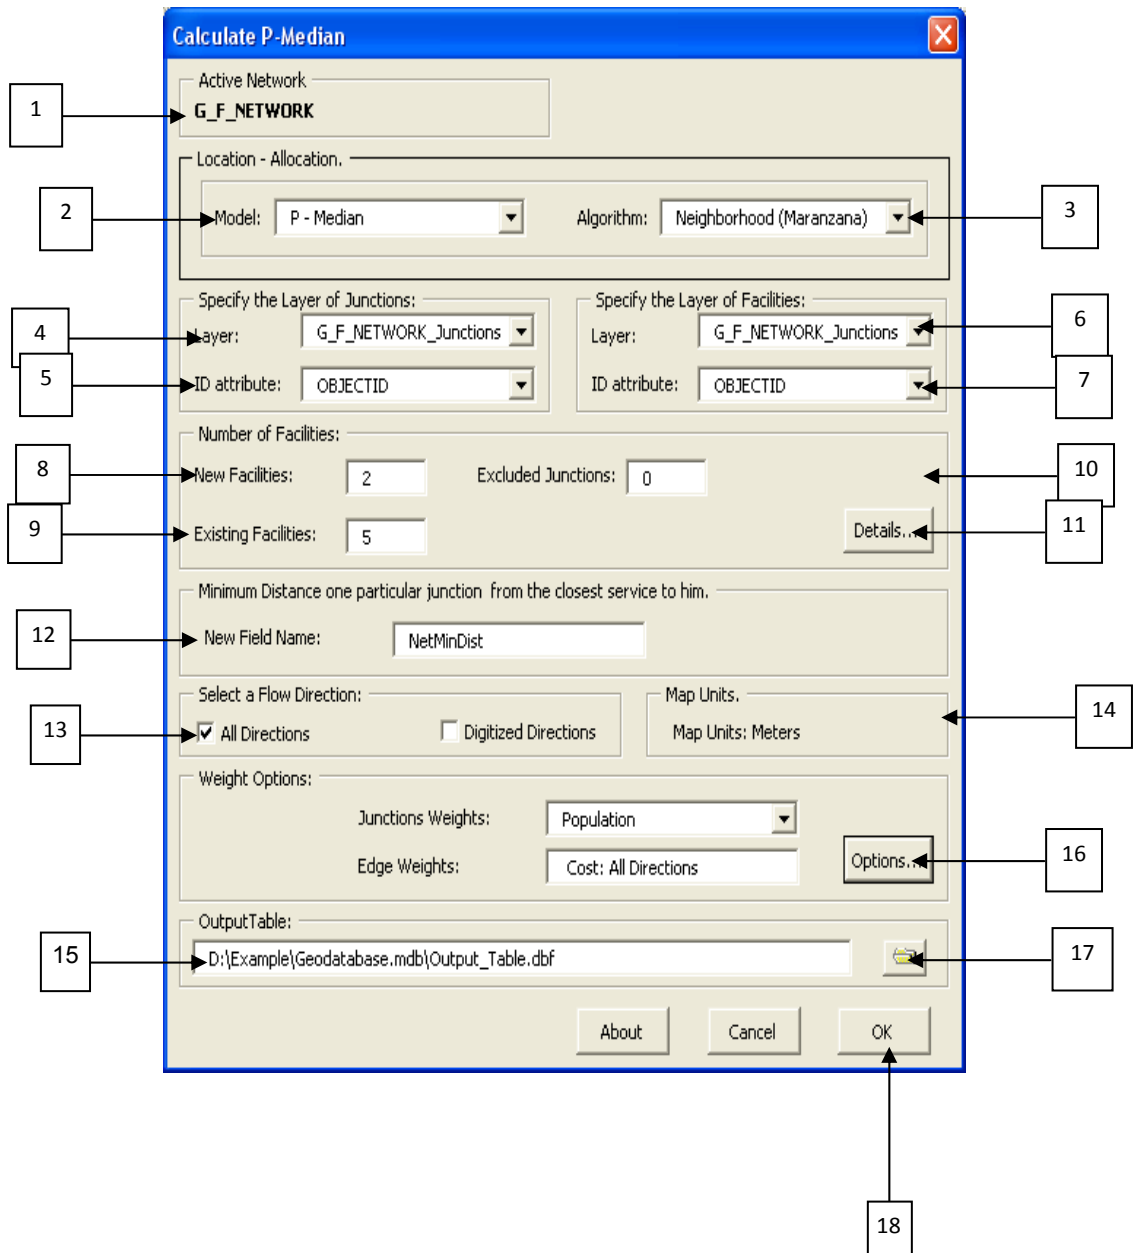 Calculate P-Median
Active Network
1
G_F_NETWORK
Location - Allocation.
2
Model:
P - Median
Algorithm:
Neighborhood (Maranzana)
3
Specify the Layer of Junctions:
Specify the Layer of Facilities:
4
Layer:
G_F_NETWORK_Junctions
Layer:
G_F_NETWORK_Junctions
6
5
ID attribute:
OBJECTID
ID attribute:
OBJECTID
7
Number of Facilities:
8
New Facilities:
2
Excluded Junctions:
0
10
9
Existing Facilities:
5
Details...
11
Minimum Distance one particular junction from the closest service to him.
12
New Field Name:
NetMinDist
Select a Flow Direction:
Map Units.
13
All Directions
Digitized Directions
Map Units: Meters
14
Weight Options:
Junctions Weights:
Population
Edge Weights:
Cost: All Directions
Options...
16
OutputTable:
15
D:\Example\Geodatabase.mdb\Output_Table.dbf
17
About
Cancel
OK
18